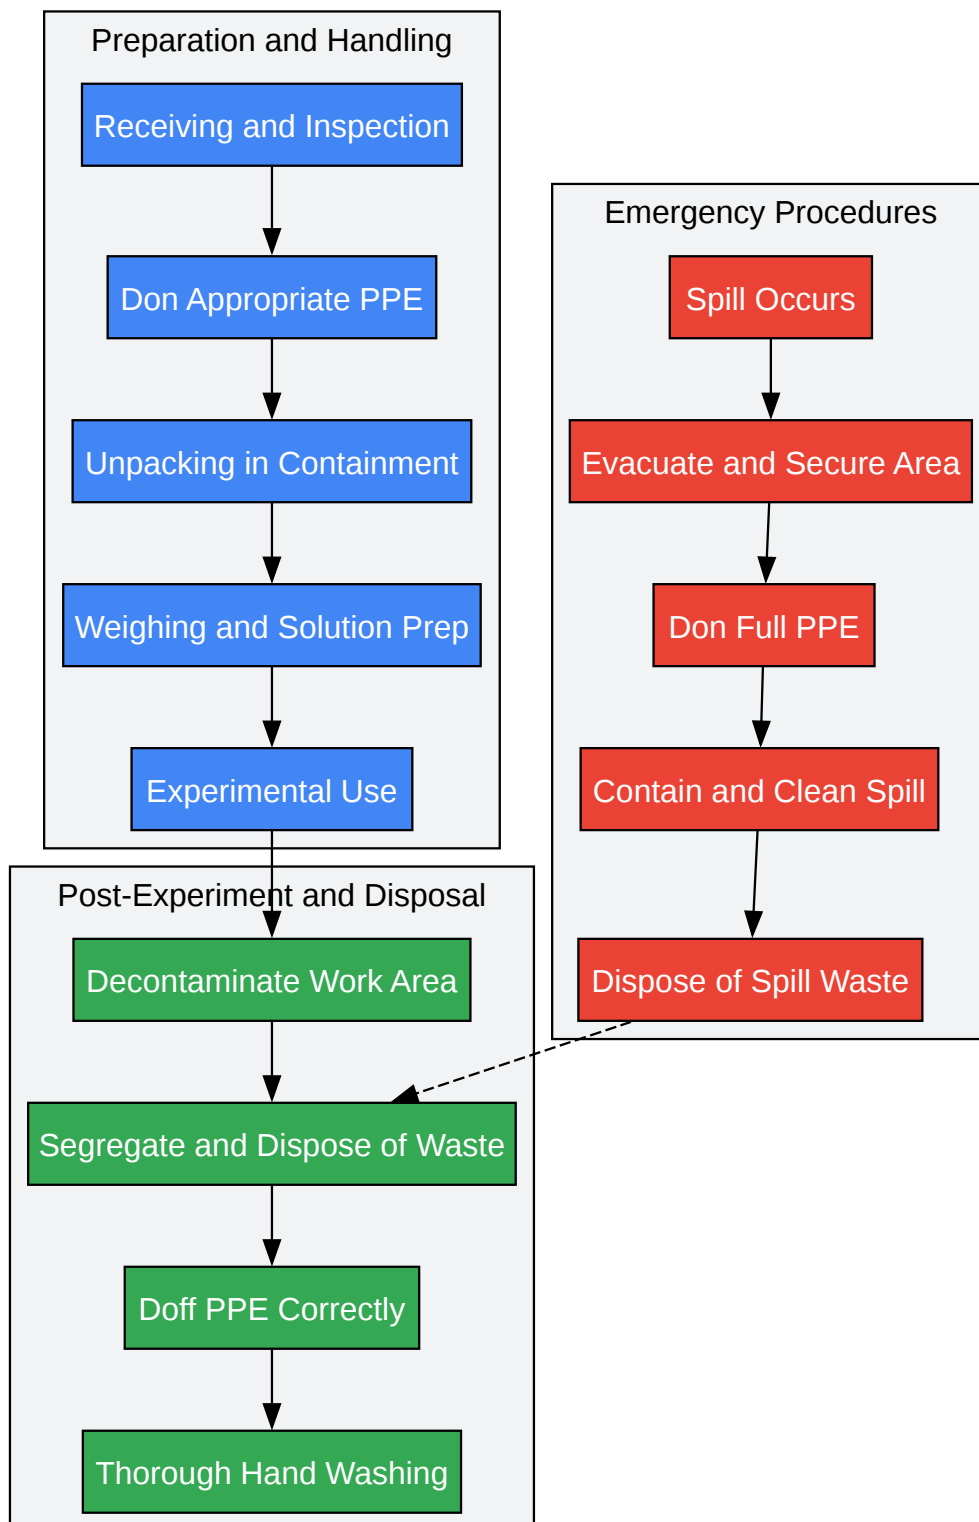 Preparation and Handling
Receiving and Inspection
Don Appropriate PPE
Unpacking in Containment
Weighing and Solution Prep
Experimental Use
Post-Experiment and Disposal
Decontaminate Work Area
Segregate and Dispose of Waste
Doff PPE Correctly
Thorough Hand Washing
Emergency Procedures
Spill Occurs
Evacuate and Secure Area
Don Full PPE
Contain and Clean Spill
Dispose of Spill Waste